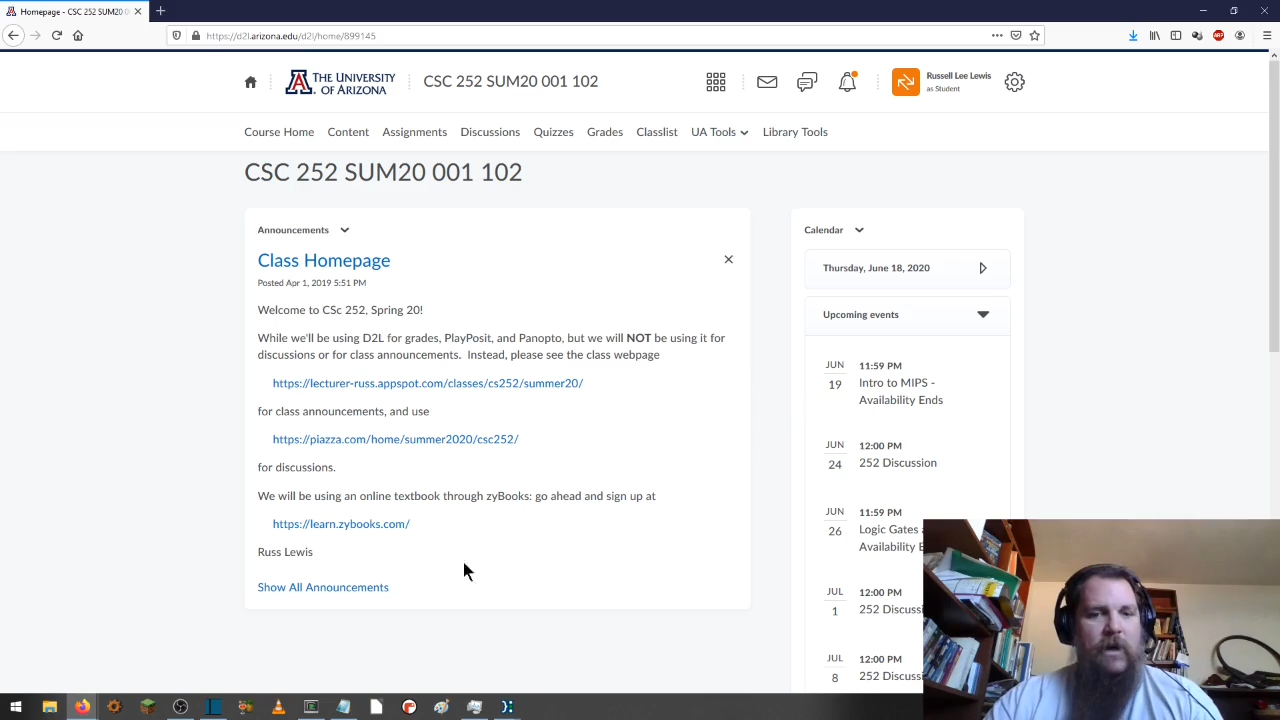 Homepage - CSC 252 SUM20 0
https://d2l.arizona.edu/d2l/home/899145
THE UNIVERSITY
OF ARIZONA
CSC 252 SUM20 001 102
Russell Lee Lewis
as Student
Course Home
Content
Assignments
Discussions
Quizzes
Grades
Classlist
UA Tools
Library Tools
CSC 252 SUM20 001 102
Announcements
Class Homepage
Posted Apr 1, 2019 5:51 PM
Welcome to CSc 252, Spring 20!
While we'll be using D2L for grades, PlayPosit, and Panopto, but we will NOT be using it for
discussions or for class announcements. Instead, please see the class webpage
https://lecturer-russ.appspot.com/classes/cs252/summer20/
for class announcements, and use
https://piazza.com/home/summer2020/csc252/
for discussions.
We will be using an online textbook through zyBooks: go ahead and sign up at
https://learn.zybooks.com/
Russ Lewis
Show All Announcements
Calendar
Thursday, June 18, 2020
Upcoming events
JUN
19
11:59 PM
Intro to MIPS -
Availability Ends
JUN
24
12:00 PM
252 Discussion
JUN
26
11:59 PM
Logic Gates
Availability E
JUL
1
12:00 PM
252 Discussi
JUL
8
12:00 PM
252 Discussi